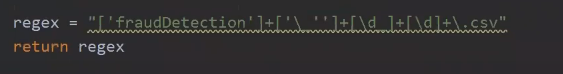 regex = "['fraudDetection']+['\_'']+[\d_]+[\d]+\.csv"
return regex